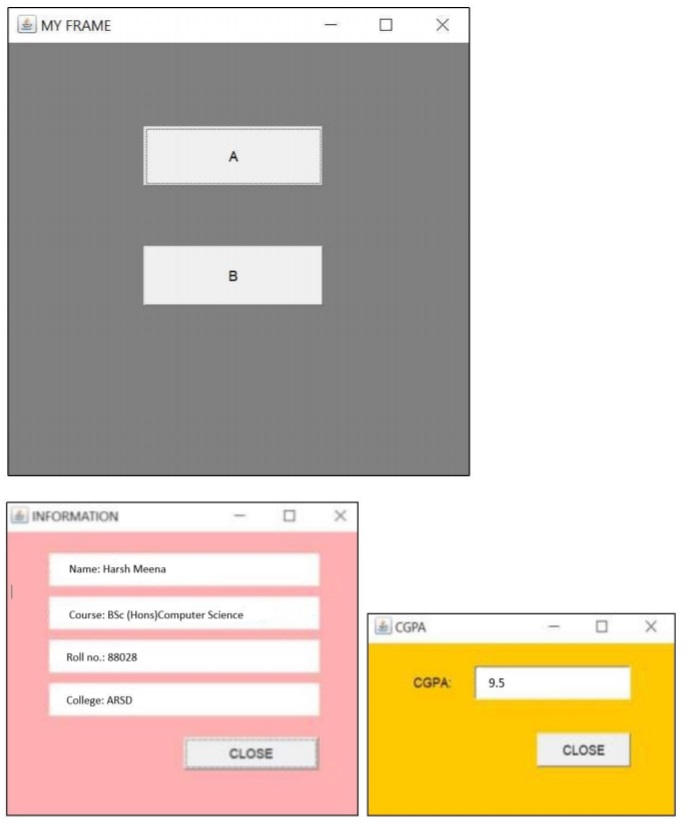 MY FRAME
A
B
INFORMATION
Name: Harsh Meena
Course: BSc (Hons)Computer Science
Roll no.: 88028
College: ARSD
CLOSE
CGPA
CGPA: 9.5
CLOSE